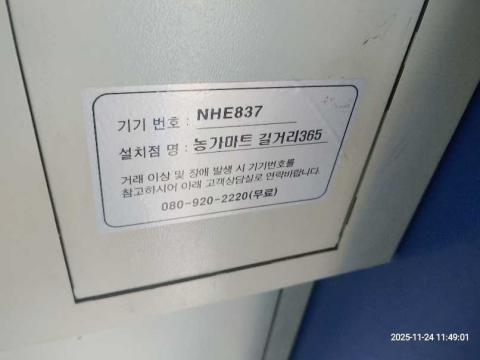 기기 번호 : NHE837
설치점 명 : 농가마트 길거리365
거래 이상 및 장애 발생 시 기기번호를
참고하시어 아래 고객상담실로 연락바랍니다.
080-920-2220(무료)
2025-11-24 11:49:01